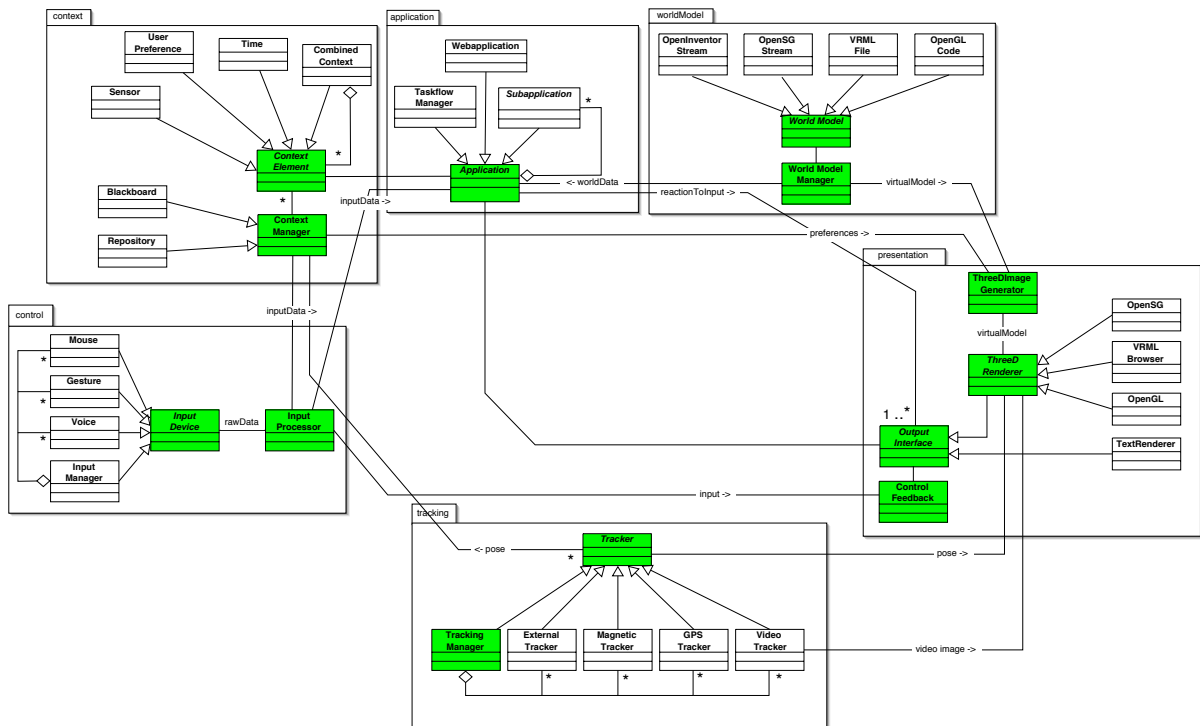 context
User
Preference
Time
Combined
Context
Sensor
*
Context
Element
Blackboard
*
Context
Manager
Repository
application
Webapplication
Taskflow
Manager
Subapplication
*
Application
inputData ->
<- worldData
reactionToInput ->
worldModel
OpenInventor
Stream
OpenSG
Stream
VRML
File
OpenGL
Code
World Model
World Model
Manager
virtualModel ->
preferences ->
presentation
ThreeDImage
Generator
virtualModel
OpenSG
ThreeD
Renderer
VRML
Browser
OpenGL
1 ..*
Output
Interface
TextRenderer
Control
Feedback
inputData ->
control
Mouse
*
Gesture
*
Voice
*
Input
Manager
Input
Device
rawData
Input
Processor
input ->
tracking
<- pose
*
Tracker
pose ->
Tracking
Manager
External
Tracker
Magnetic
Tracker
GPS
Tracker
Video
Tracker
video image ->
*
*
*
*